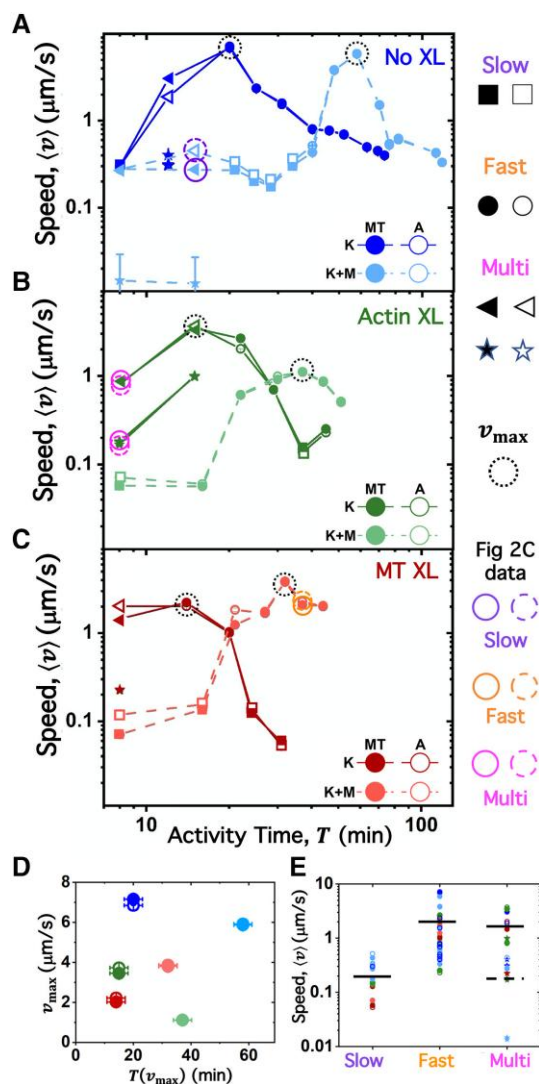 A
Speed, ⟨v⟩ (μm/s)
1
0.1
No XL
MT A
K
K+M
B
Speed, ⟨v⟩ (μm/s)
1
0.1
Actin XL
MT A
K
K+M
C
Speed, ⟨v⟩ (μm/s)
1
0.1
MT XL
MT A
K
K+M
10 100
Activity Time, T (min)
Slow
Fast
Multi
vmax
Fig 2C
data
Slow
Fast
Multi
D
vmax(μm/s)
8
6
4
2
0
0 20 40 60
T(vmax) (min)
E
Speed, ⟨v⟩ (μm/s)
10
1
0.1
0.01
Slow Fast Multi